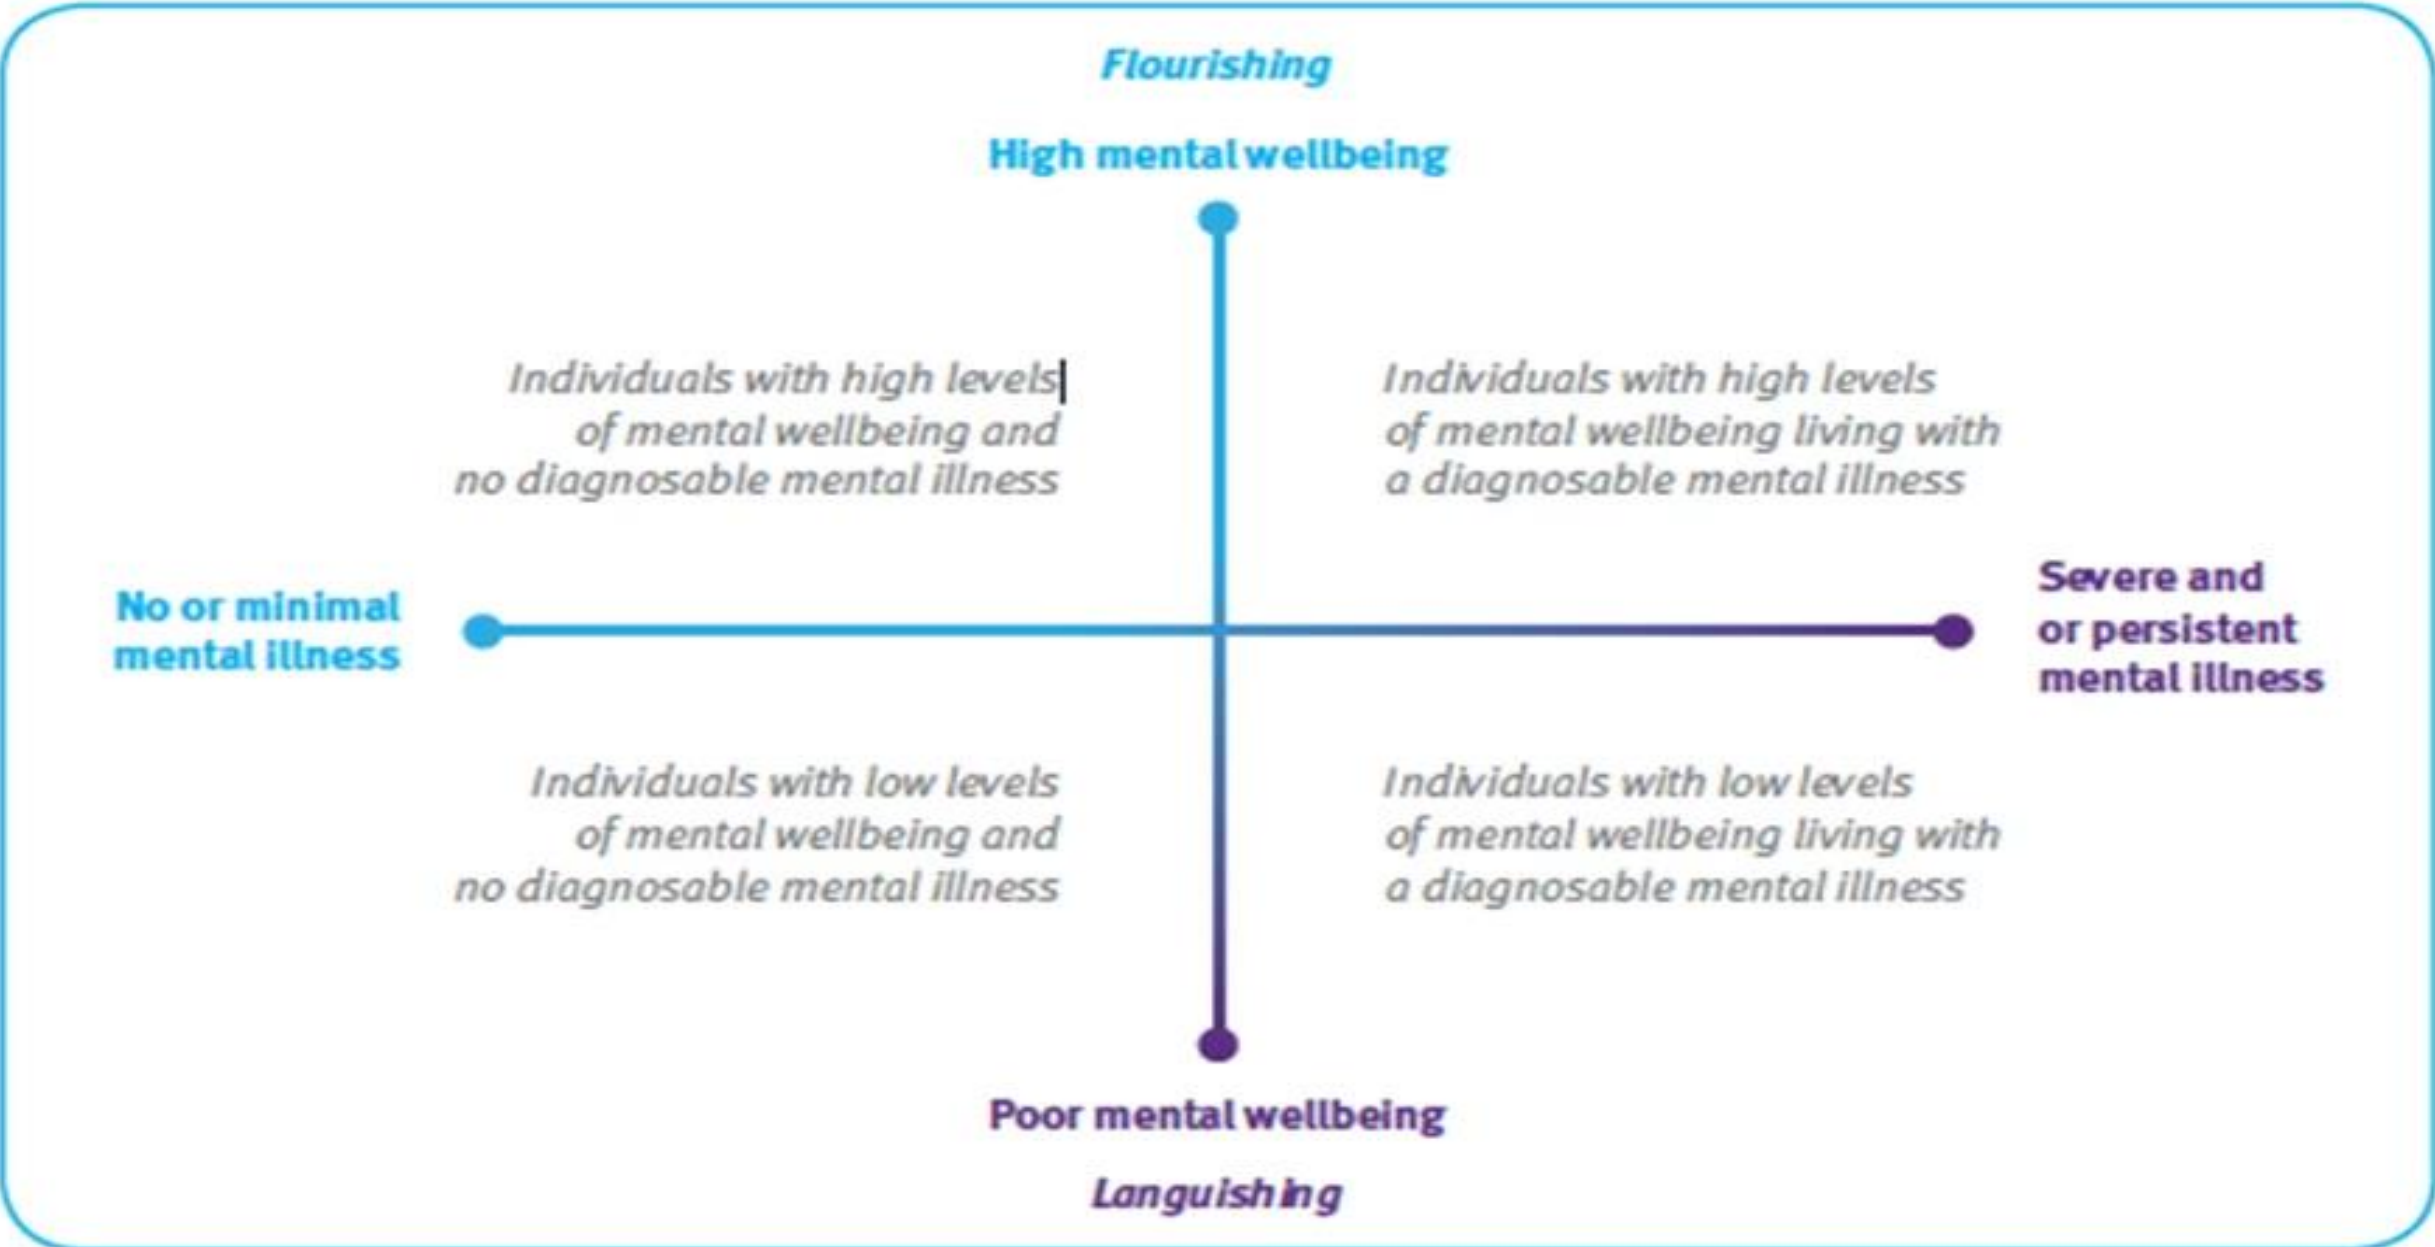 Flourishing
High mental wellbeing
Individuals with high levels
of mental wellbeing and
no diagnosable mental illness
Individuals with high levels
of mental wellbeing living with
a diagnosable mental illness
No or minimal
mental illness
Severe and
or persistent
mental illness
Individuals with low levels
of mental wellbeing and
no diagnosable mental illness
Individuals with low levels
of mental wellbeing living with
a diagnosable mental illness
Poor mental wellbeing
Languishing